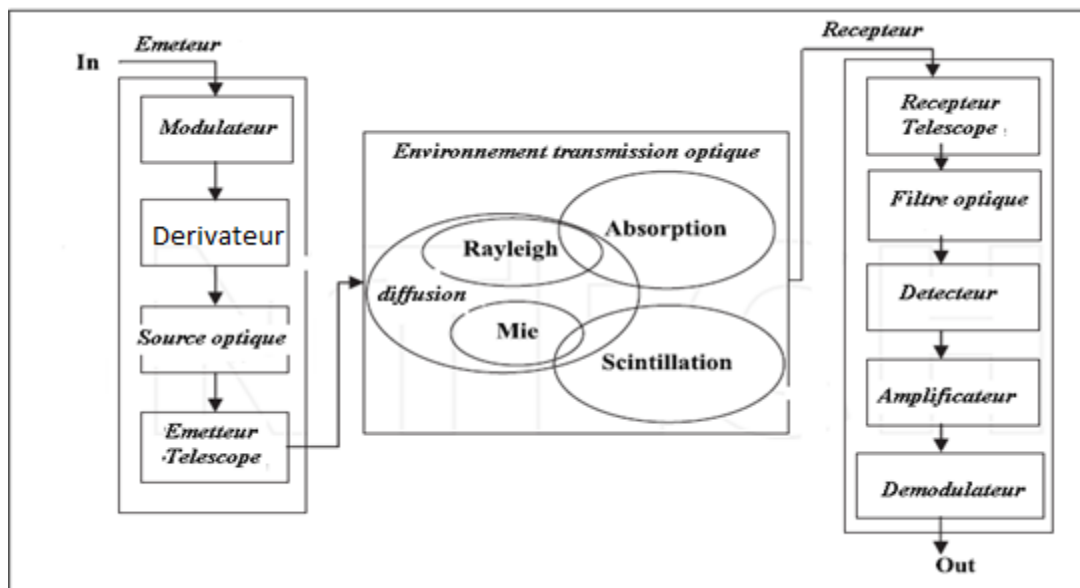 Emeteur
In
Modulateur
Derivateur
Source optique
Emetteur
Telescope
Environnement transmission optique
Absorption
Rayleigh
diffusion
Mie
Scintillation
Recepteur
Recepteur
Telescope
Filtre optique
Detecteur
Amplificateur
Demodulateur
Out